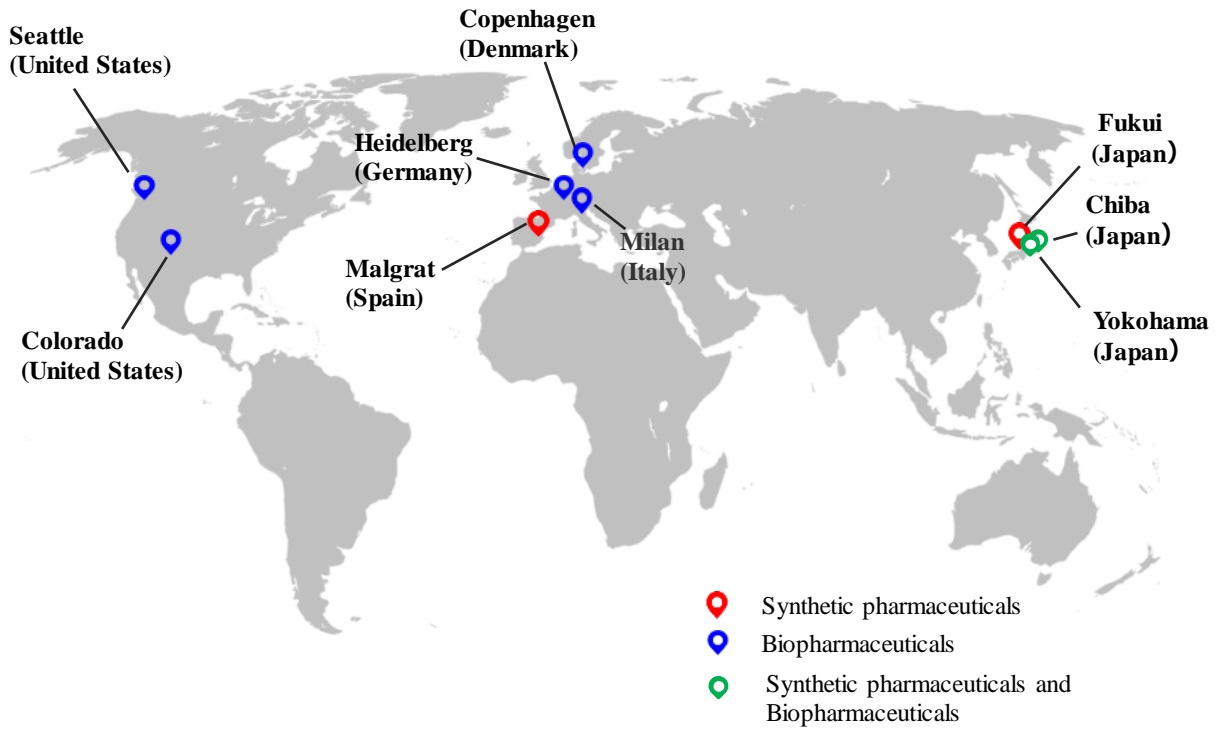 Copenhagen
(Denmark)
Seattle
(United States)
Heidelberg
(Germany)
Fukui
(Japan）
Chiba
(Japan）
Milan
(Italy)
Malgrat
(Spain)
Yokohama
(Japan）
Colorado
(United States)
Synthetic pharmaceuticals
Biopharmaceuticals
Synthetic pharmaceuticals and
Biopharmaceuticals